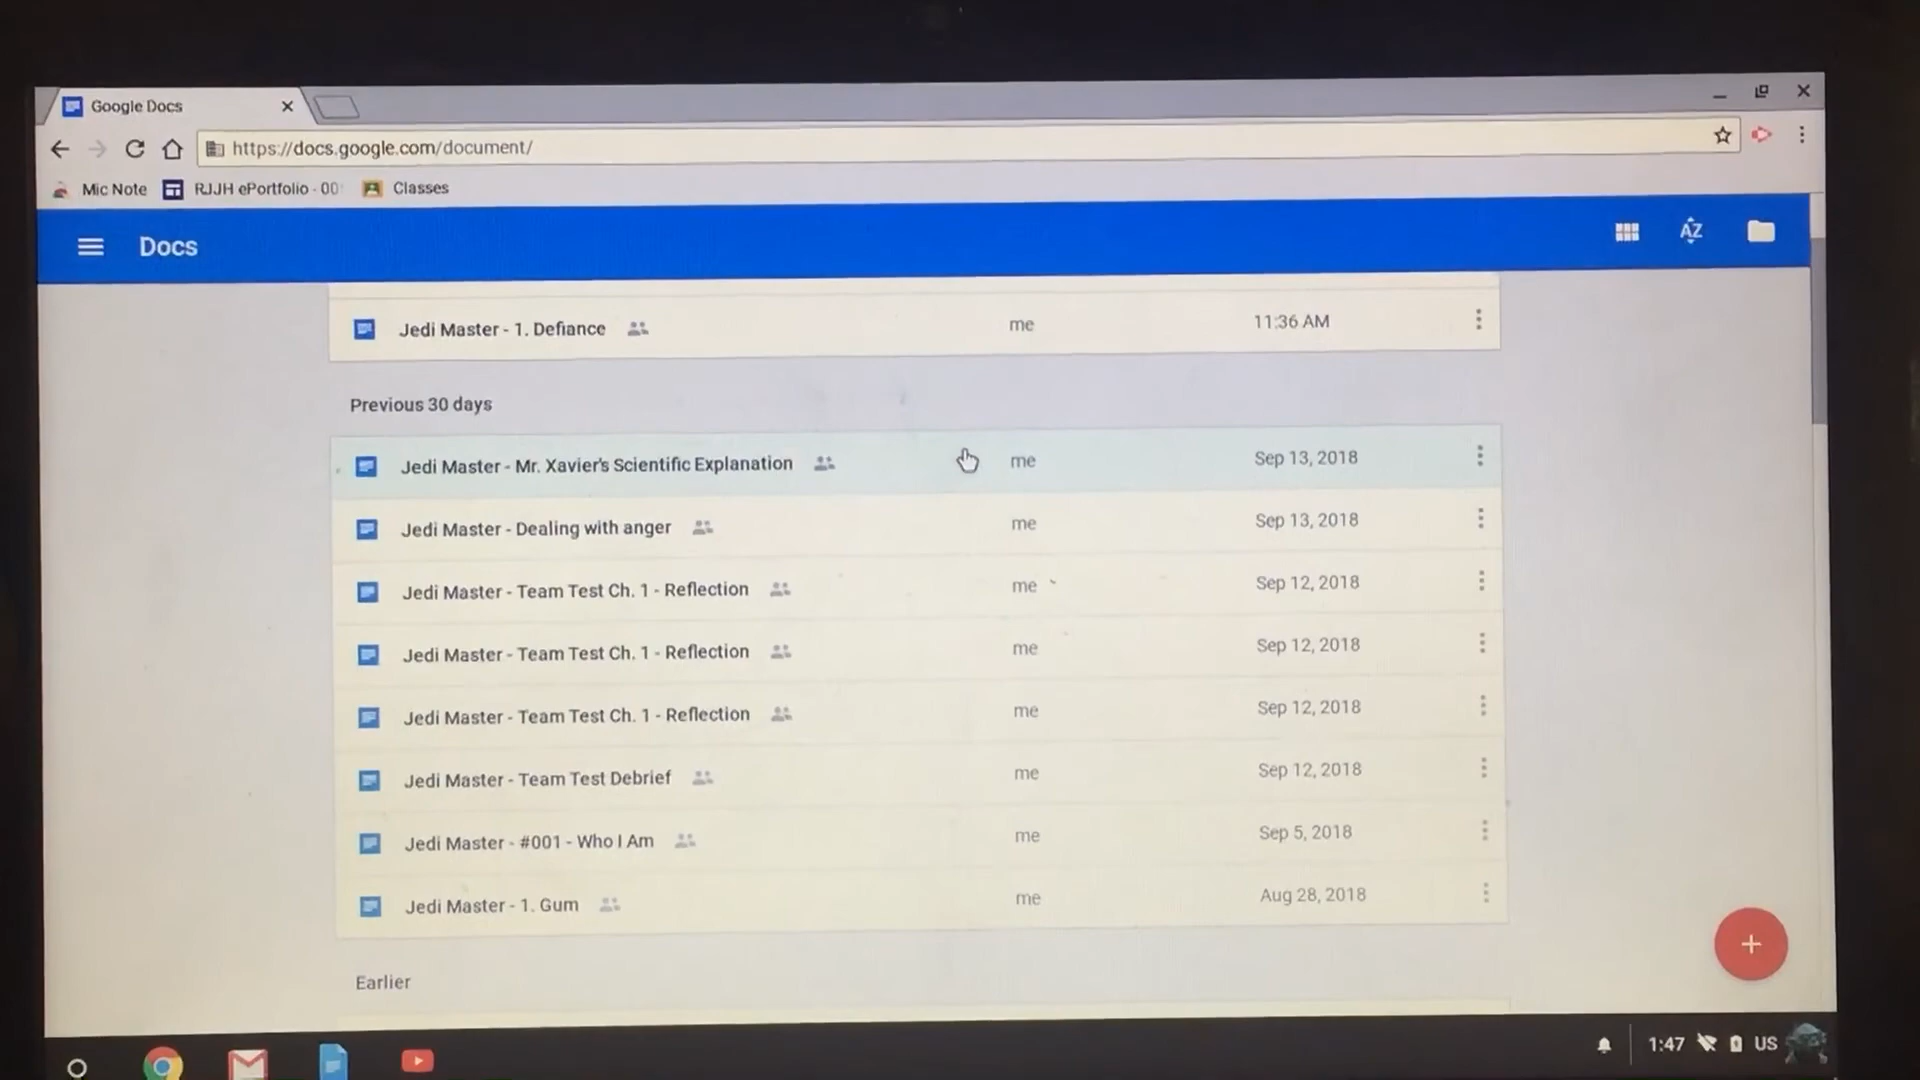 Google Docs
https://docs.google.com/document/
Mic Note RJJH ePortfolio - 00 Classes
Docs AZ
Jedi Master - 1. Defiance me 11:36 AM
Previous 30 days
Jedi Master - Mr. Xavier's Scientific Explanation me Sep 13, 2018
Jedi Master - Dealing with anger me Sep 13, 2018
Jedi Master - Team Test Ch. 1 - Reflection me Sep 12, 2018
Jedi Master - Team Test Ch. 1 - Reflection me Sep 12, 2018
Jedi Master - Team Test Ch. 1 - Reflection me Sep 12, 2018
Jedi Master - Team Test Debrief me Sep 12, 2018
Jedi Master - #001 - Who I Am me Sep 5, 2018
Jedi Master - 1. Gum me Aug 28, 2018
Earlier
1:47 US